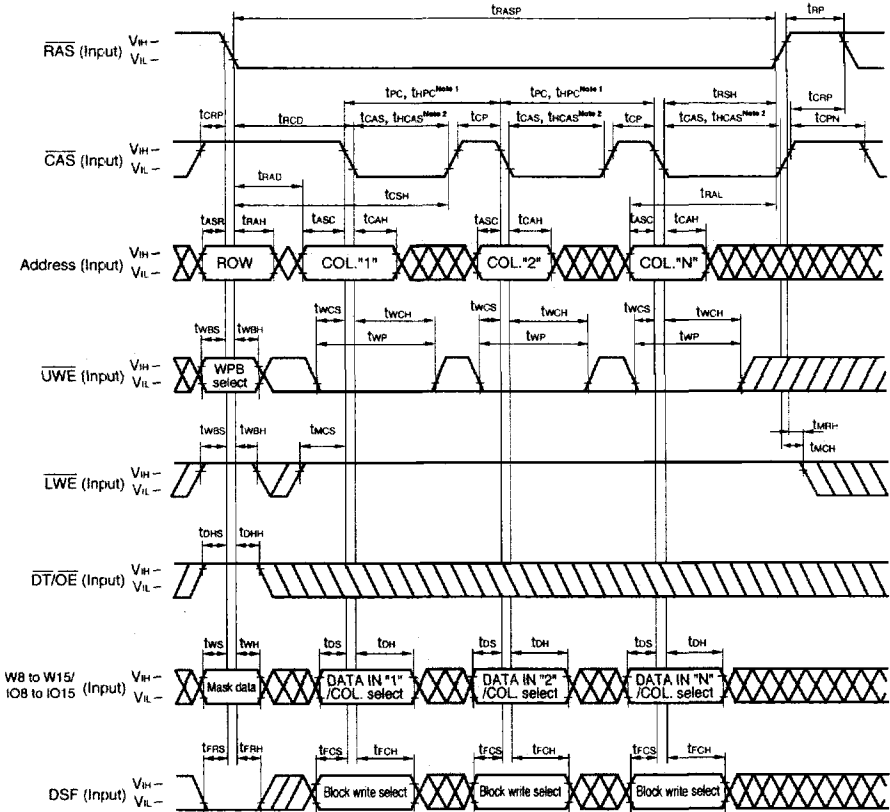 tRASP
tRP
RAS (Input)
VIH
VIL
tPC, tHPC Note 1
tPC, tHPC Note 1
tRSH
tCRP
tCRP
tRCD
tCAS, tHCAS Note 2
tCP
tCAS, tHCAS Note 2
tCP
tCAS, tHCAS Note 2
tCPN
CAS (Input)
VIH
VIL
tRAD
tCSH
tRAL
tASR
tRAH
tASC
tCAH
tASC
tCAH
tASC
tCAH
Address (Input)
VIH
VIL
ROW
COL."1"
COL."2"
COL."N"
tWCS
tWCH
tWCS
tWCH
tWCS
tWCH
tWBS
tWBH
tWP
tWP
tWP
UWE (Input)
VIH
VIL
WPB
select
tMRH
tWBS
tWBH
tMCS
tMCH
LWE (Input)
VIH
VIL
tDHS
tDHH
DT/OE (Input)
VIH
VIL
tWS
tWH
tDS
tDH
tDS
tDH
tDS
tDH
W8 to W15/
IO8 to IO15
(Input)
VIH
VIL
Mask data
DATA IN "1"
/COL. select
DATA IN "2"
/COL. select
DATA IN "N"
/COL. select
tFRS
tFRH
tFCS
tFCH
tFCS
tFCH
tFCS
tFCH
DSF (Input)
VIH
VIL
Block write select
Block write select
Block write select